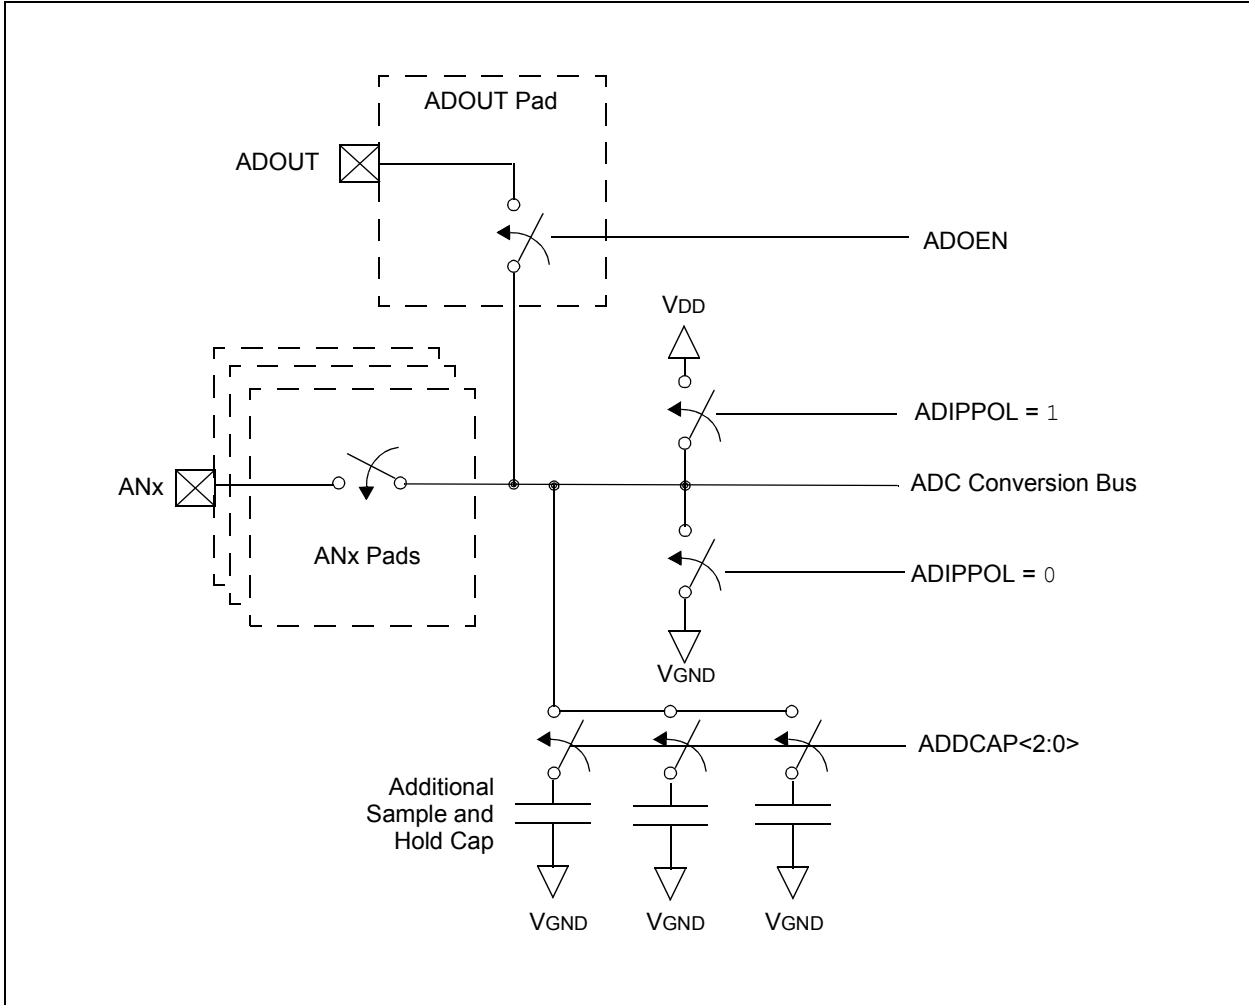 ADOUT Pad
ADOUT
ADOEN
VDD
ADIPPOL = 1
ANx
ADC Conversion Bus
ANx Pads
ADIPPOL = 0
VGND
ADDCAP<2:0>
Additional
Sample and
Hold Cap
VGND
VGND
VGND